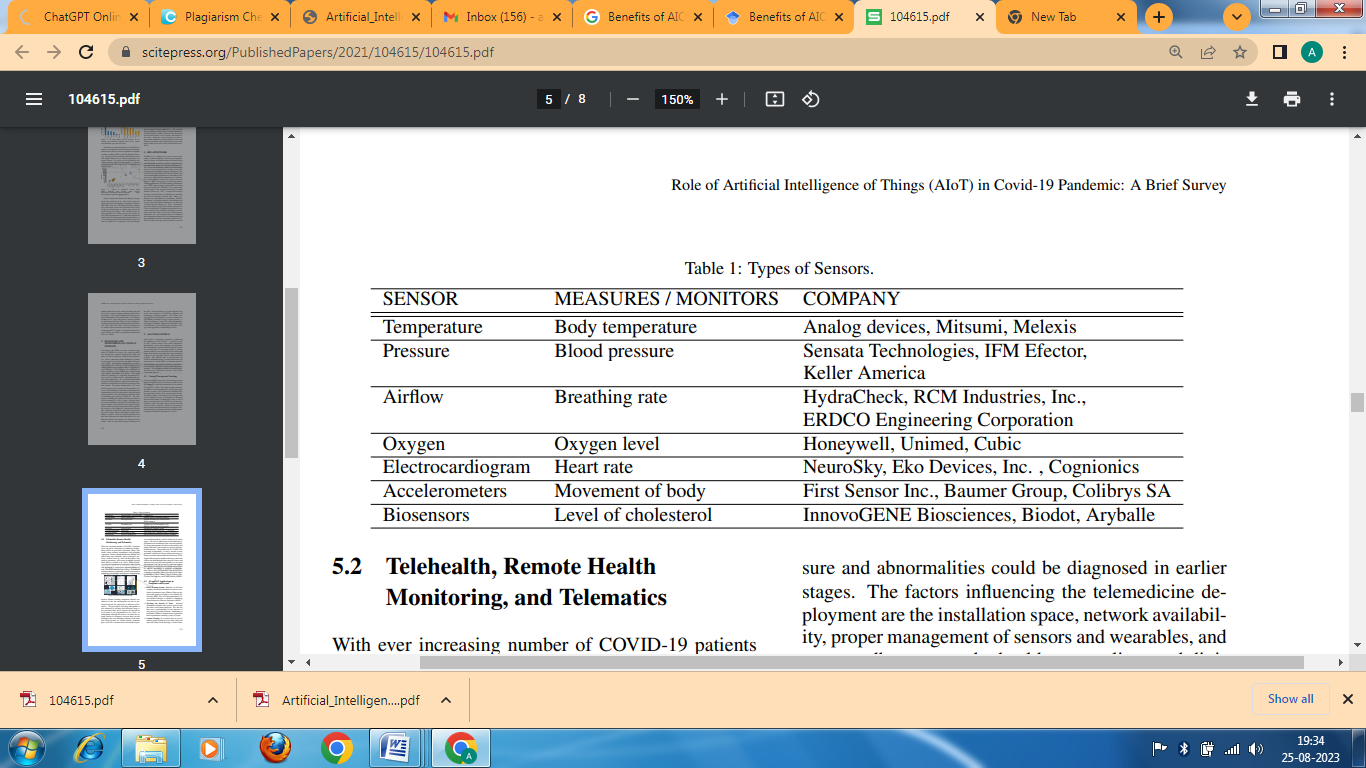 ChatGPT Onlin
Plagiarism Che
Artificial_Intell
Inbox (156) - a
Benefits of AIC
Benefits of AIC
104615.pdf
New Tab
scitepress.org/PublishedPapers/2021/104615/104615.pdf
A
104615.pdf
5 / 8
150%
3
4
5
Role of Artificial Intelligence of Things (AIoT) in Covid-19 Pandemic: A Brief Survey
Table 1: Types of Sensors.
SENSOR MEASURES / MONITORS COMPANY
Temperature Body temperature Analog devices, Mitsumi, Melexis
Pressure Blood pressure Sensata Technologies, IFM Efector,
Keller America
Airflow Breathing rate HydraCheck, RCM Industries, Inc.,
ERDCO Engineering Corporation
Oxygen Oxygen level Honeywell, Unimed, Cubic
Electrocardiogram Heart rate NeuroSky, Eko Devices, Inc. , Cognionics
Accelerometers Movement of body First Sensor Inc., Baumer Group, Colibrys SA
Biosensors Level of cholesterol InnovoGENE Biosciences, Biodot, Aryballe
5.2 Telehealth, Remote Health
Monitoring, and Telematics
With ever increasing number of COVID-19 patients
sure and abnormalities could be diagnosed in earlier
stages. The factors influencing the telemedicine de-
ployment are the installation space, network availabil-
ity, proper management of sensors and wearables, and
104615.pdf
Artificial_Intelligen....pdf
Show all
19:34
25-08-2023